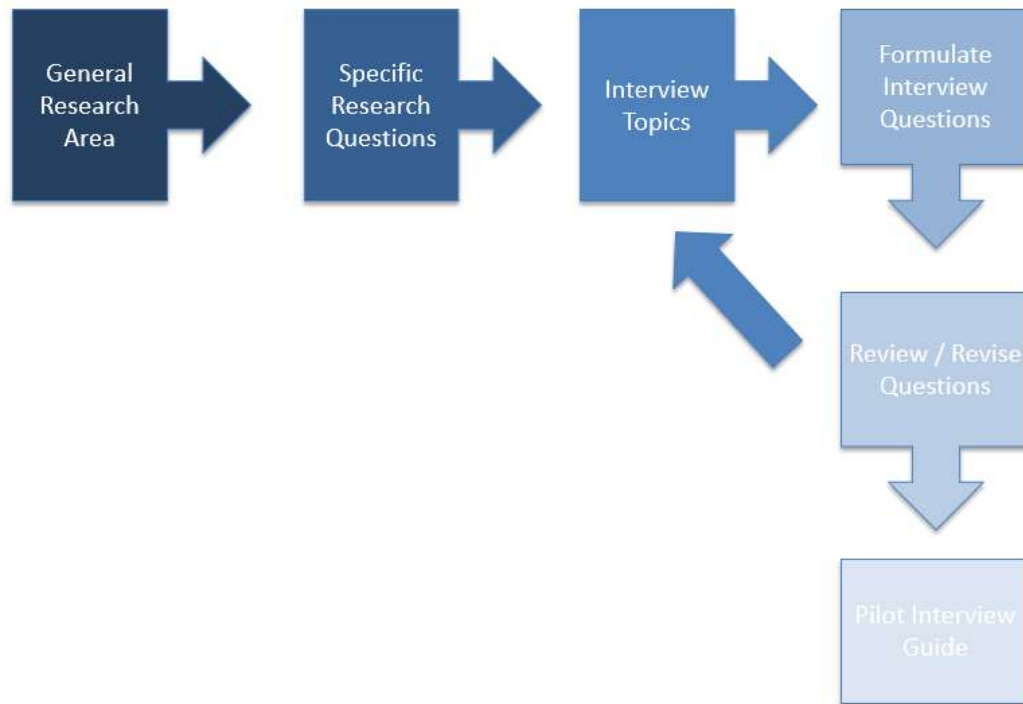 General
Research
Area
Specific
Research
Questions
Interview
Topics
Formulate
Interview
Questions
Review / Revise
Questions
Pilot Interview
Guide